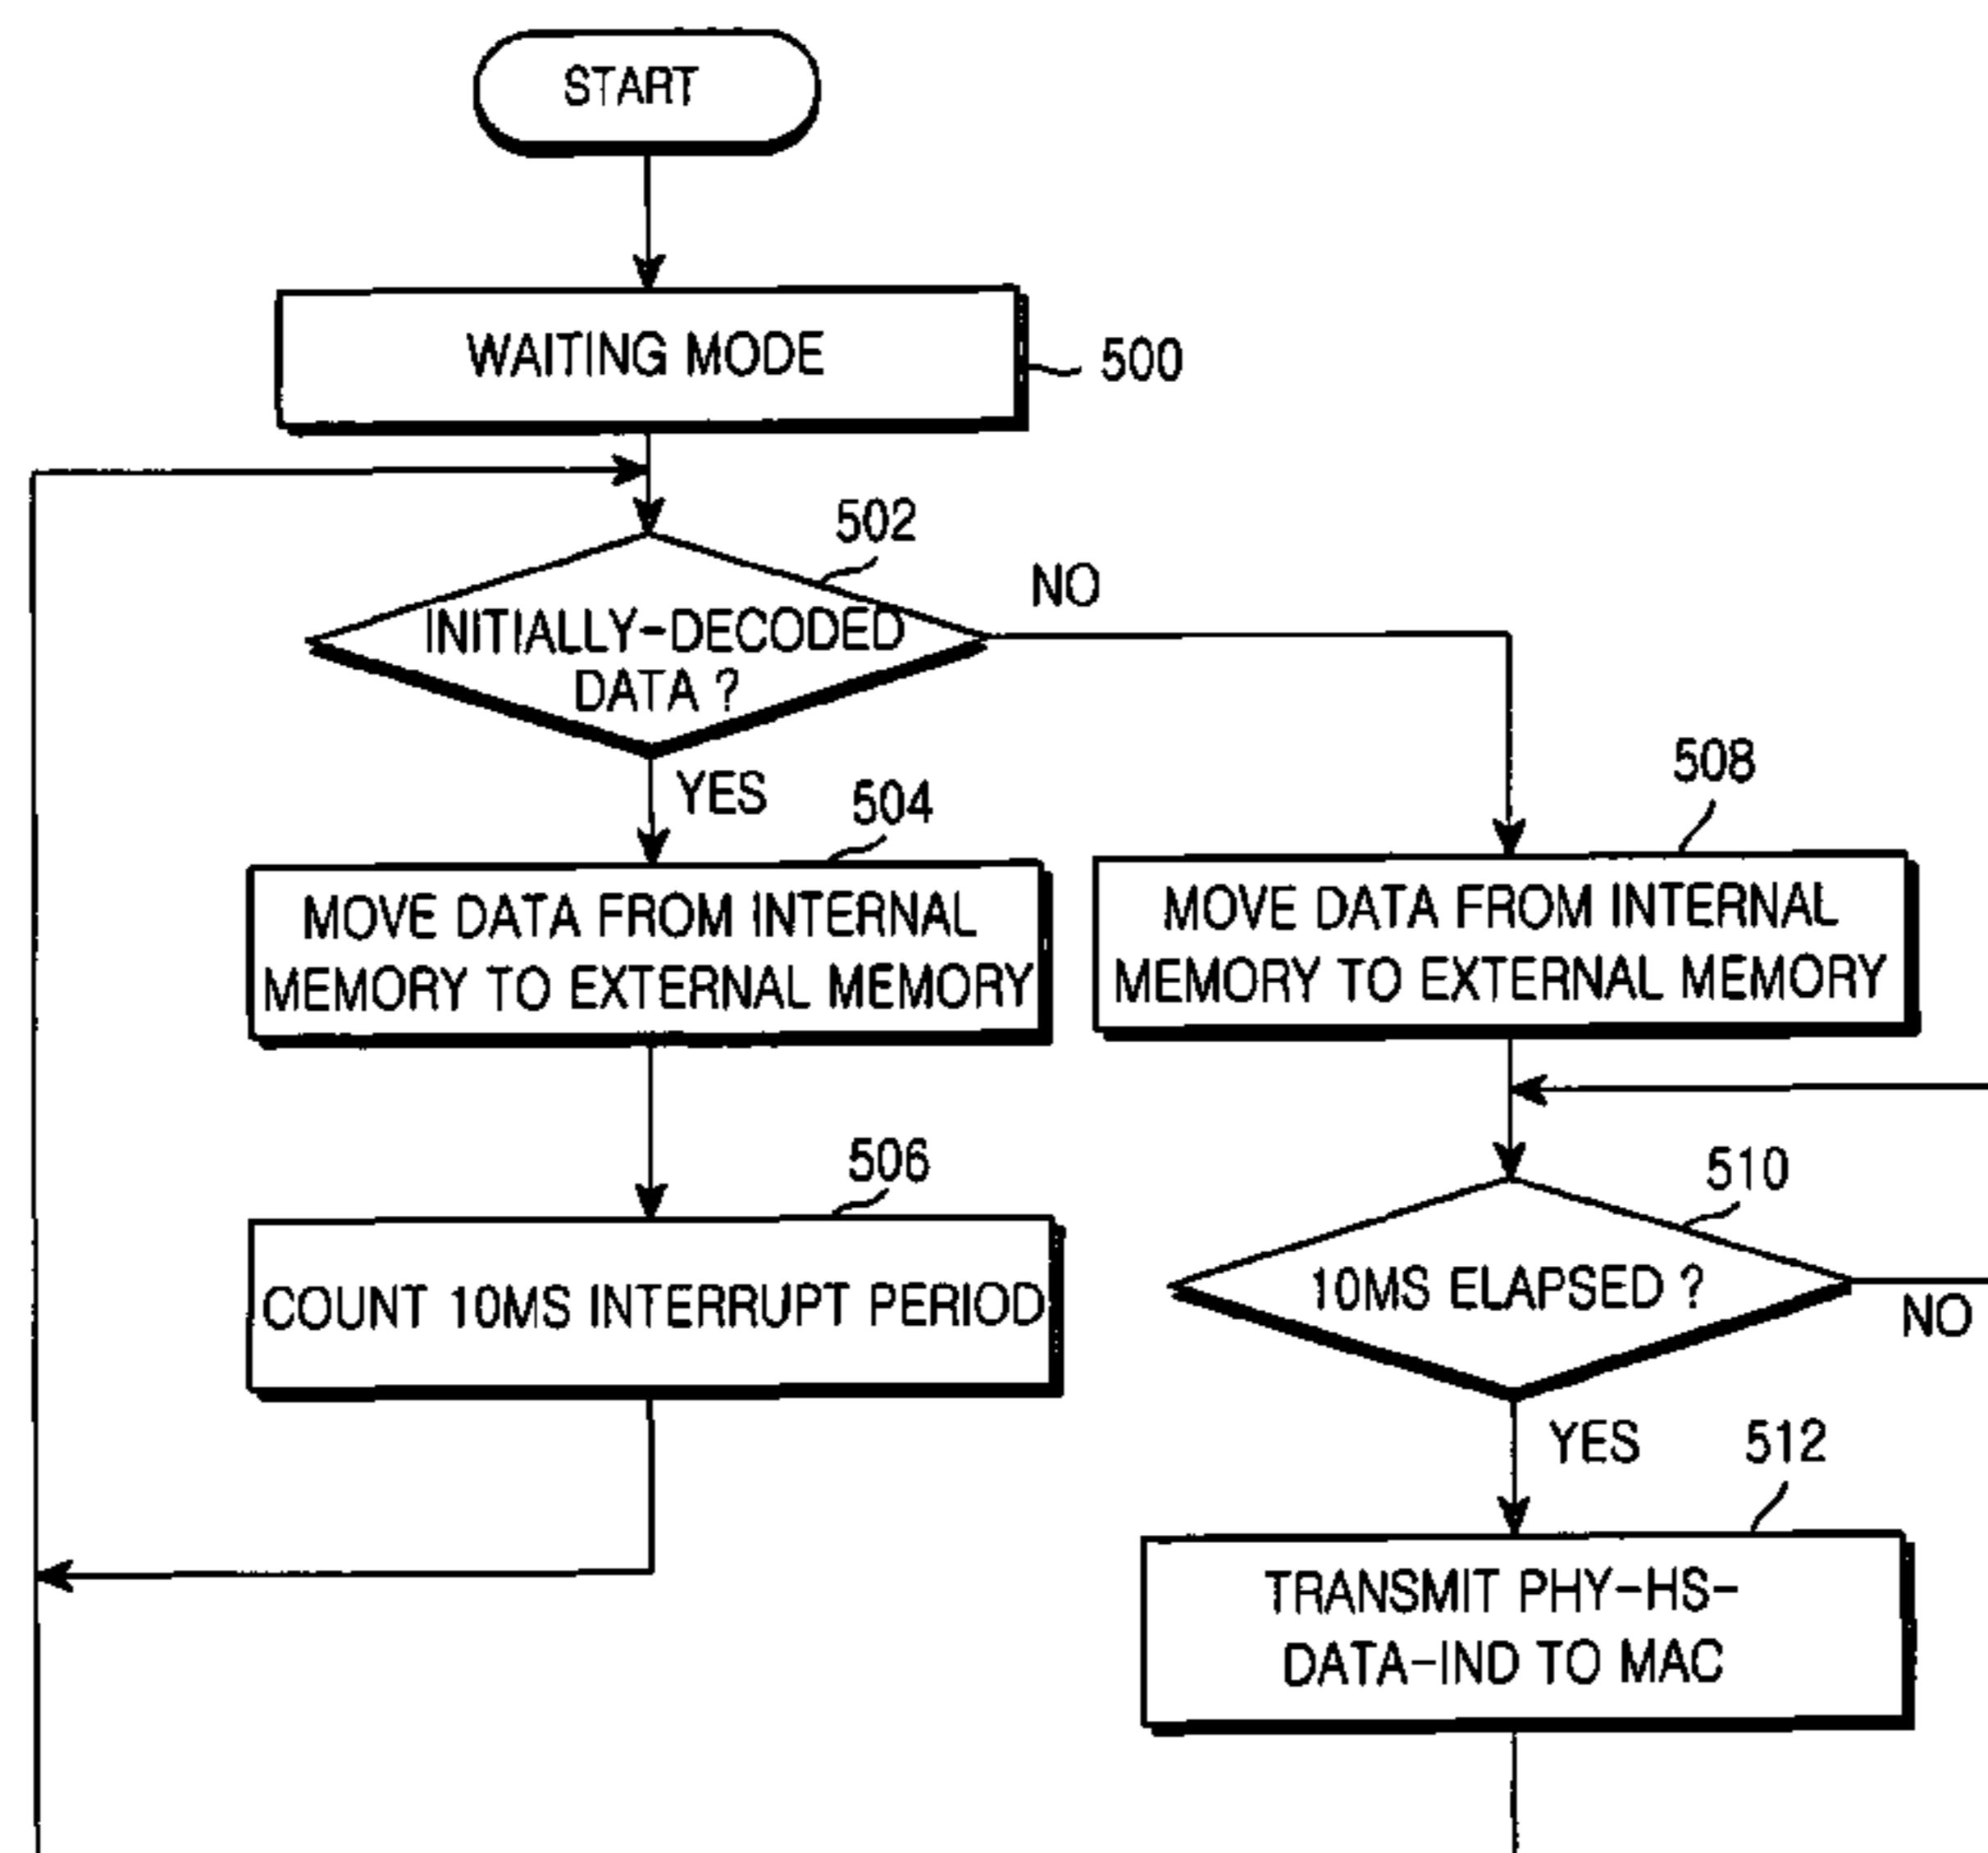 START
WAITING MODE
500
502
NO
INITIALLY-DECODED
DATA ?
YES
504
508
MOVE DATA FROM INTERNAL
MEMORY TO EXTERNAL MEMORY
MOVE DATA FROM INTERNAL
MEMORY TO EXTERNAL MEMORY
506
510
COUNT 10MS INTERRUPT PERIOD
10MS ELAPSED ?
NO
YES
512
TRANSMIT PHY-HS-
DATA-IND TO MAC